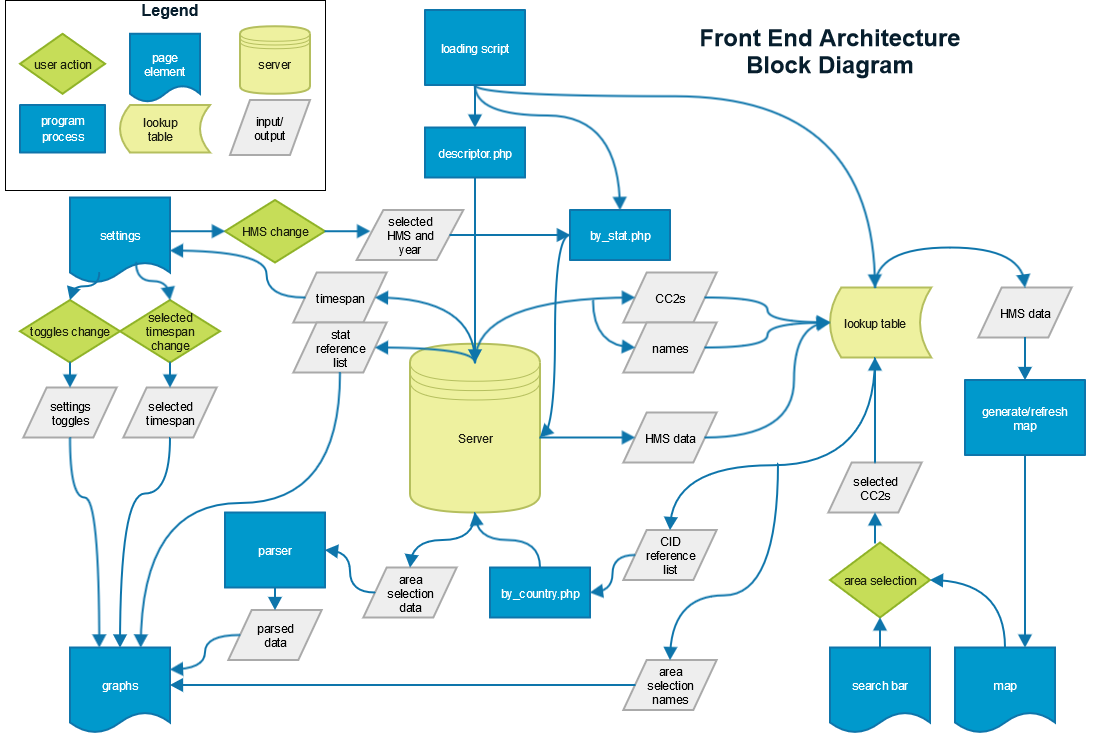 Legend
user action
page
element
server
program
process
lookup
table
input/
output
loading script
Front End Architecture
Block Diagram
descriptor.php
settings
HMS change
selected
HMS and
year
by_stat.php
timespan
CC2s
HMS data
toggles change
selected
timespan
change
stat
reference
list
names
lookup table
settings
toggles
selected
timespan
Server
HMS data
generate/refresh
map
selected
CC2s
parser
CID
reference
list
area
selection
data
by_country.php
area selection
parsed
data
graphs
area
selection
names
search bar
map